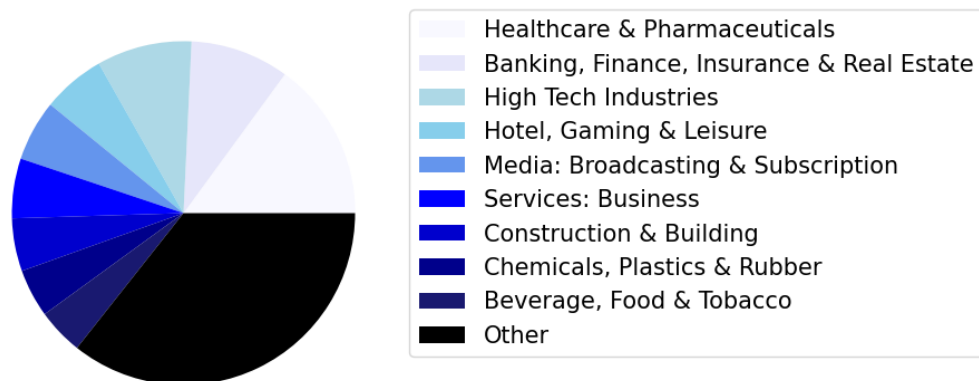 Healthcare & Pharmaceuticals
Banking, Finance, Insurance & Real Estate
High Tech Industries
Hotel, Gaming & Leisure
Media: Broadcasting & Subscription
Services: Business
Construction & Building
Chemicals, Plastics & Rubber
Beverage, Food & Tobacco
Other